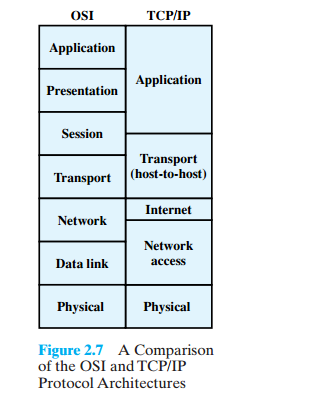 OSI
TCP/IP
Application
Presentation
Session
Transport
Network
Data link
Physical
Application
Transport
(host-to-host)
Internet
Network
access
Physical
Figure 2.7 A Comparison
of the OSI and TCP/IP
Protocol Architectures